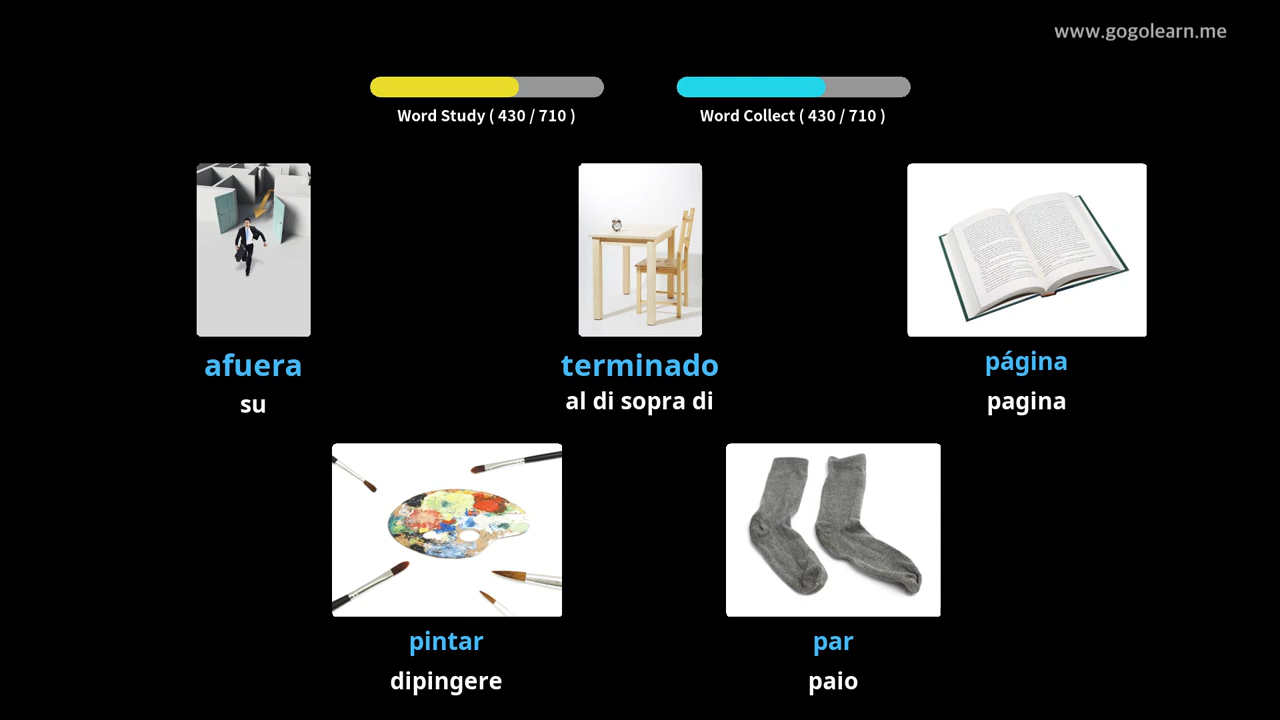 www.gogolearn.me
Word Study ( 430 / 710 )
Word Collect ( 430 / 710 )
afuera
su
terminado
al di sopra di
página
pagina
pintar
dipingere
par
paio